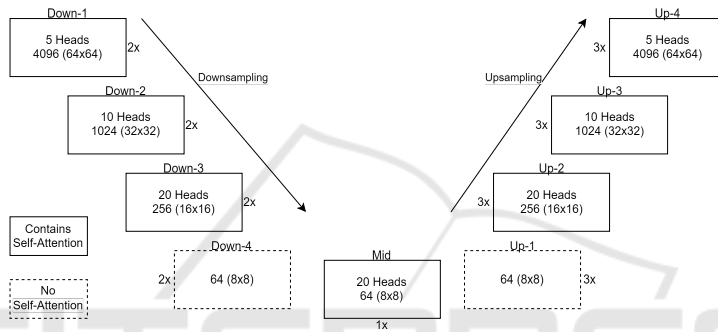 Down-1
5 Heads
4096 (64x64)
2x
Downsampling
Down-2
10 Heads
1024 (32x32)
2x
Down-3
20 Heads
256 (16x16)
2x
Down-4
2x
64 (8x8)
Mid
20 Heads
64 (8x8)
1x
Up-1
64 (8x8)
3x
Up-2
3x
20 Heads
256 (16x16)
Up-3
3x
10 Heads
1024 (32x32)
Upsampling
Up-4
3x
5 Heads
4096 (64x64)
Contains
Self-Attention
No
Self-Attention